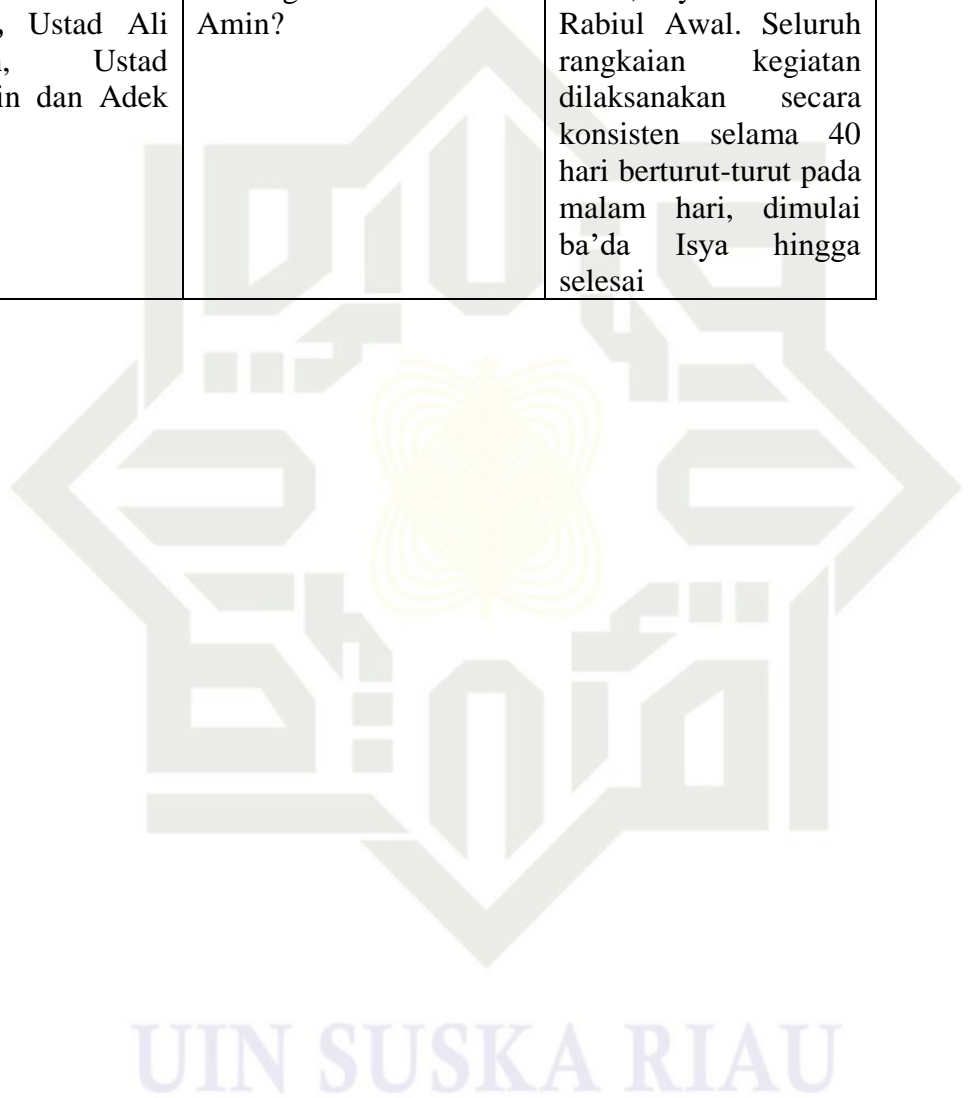 , Ustad Ali
Ustad
in dan Adek
Amin?
Rabiul Awal. Seluruh
rangkaian kegiatan
dilaksanakan secara
konsisten selama 40
hari berturut-turut pada
malam hari, dimulai
ba’da Isya hingga
selesai
UIN SUSKA RIAU